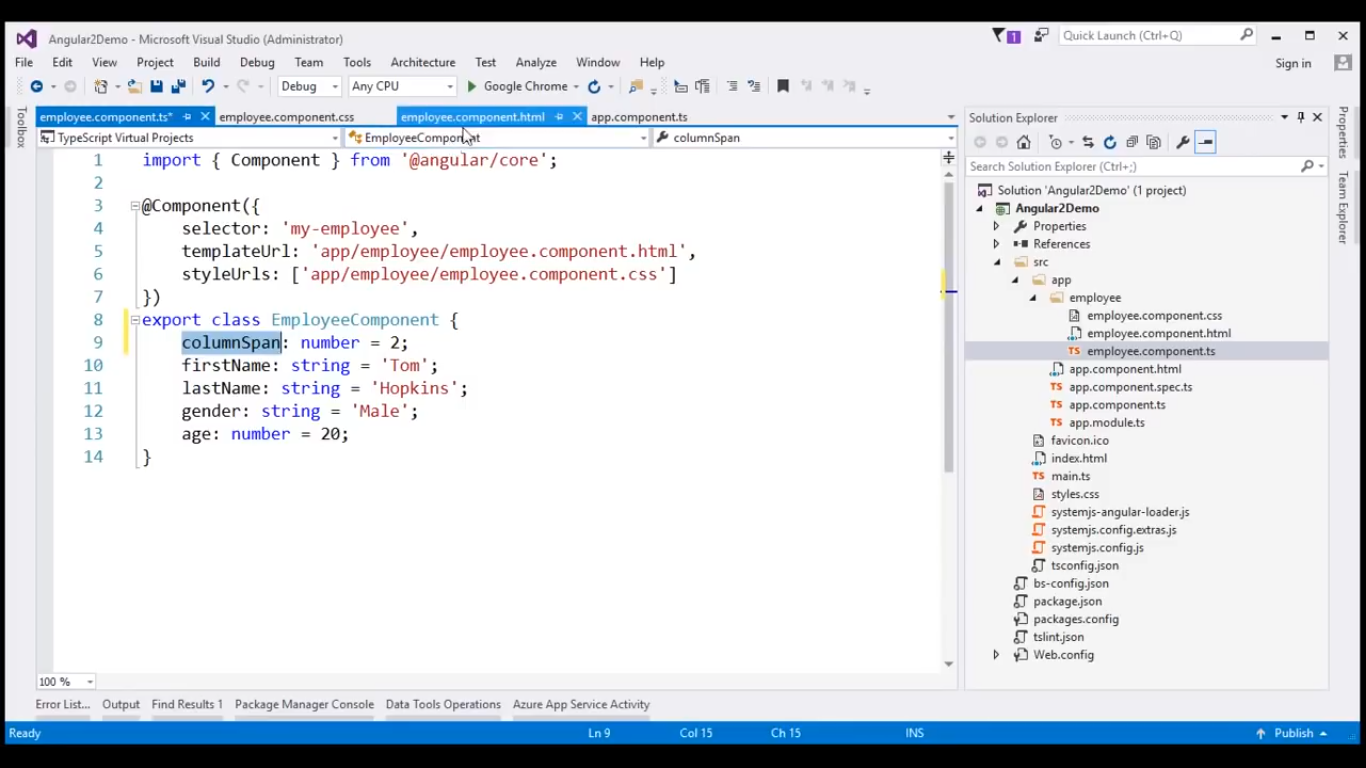 Angular2Demo - Microsoft Visual Studio (Administrator)
1
Quick Launch (Ctrl+Q)
File Edit View Project Build Debug Team Tools Architecture Test Analyze Window Help
Sign in
Debug Any CPU Google Chrome
Toolbox
employee.component.ts* employee.component.css employee.component.html app.component.ts
TypeScript Virtual Projects EmployeeComponent columnSpan
1 import { Component } from '@angular/core';
2
3 @Component({
4 selector: 'my-employee',
5 templateUrl: 'app/employee/employee.component.html',
6 styleUrls: ['app/employee/employee.component.css']
7 })
8 export class EmployeeComponent {
9 columnSpan: number = 2;
10 firstName: string = 'Tom';
11 lastName: string = 'Hopkins';
12 gender: string = 'Male';
13 age: number = 20;
14 }
100 %
Solution Explorer
Search Solution Explorer (Ctrl+;)
Solution 'Angular2Demo' (1 project)
Angular2Demo
Properties
References
src
app
employee
employee.component.css
employee.component.html
TS employee.component.ts
app.component.html
TS app.component.spec.ts
TS app.component.ts
TS app.module.ts
favicon.ico
index.html
TS main.ts
styles.css
systemjs-angular-loader.js
systemjs.config.extras.js
systemjs.config.js
tsconfig.json
bs-config.json
package.json
packages.config
tslint.json
Web.config
Properties
Team Explorer
Error List... Output Find Results 1 Package Manager Console Data Tools Operations Azure App Service Activity
Ready Ln 9 Col 15 Ch 15 INS Publish